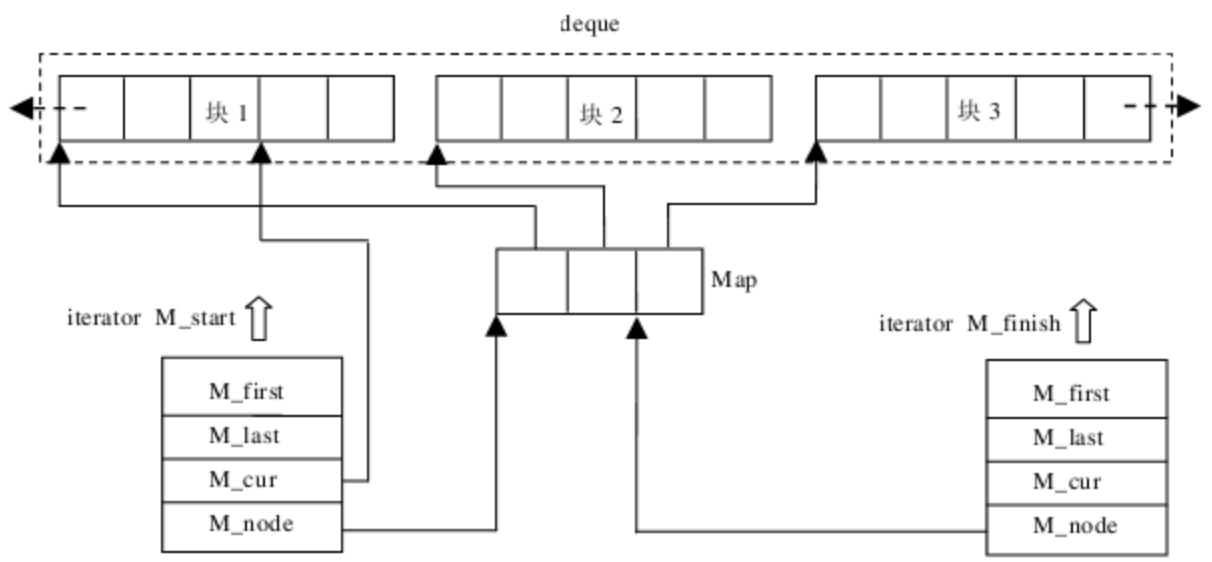 deque
块 1
块 2
块 3
Map
iterator M_start
iterator M_finish
M_first
M_last
M_cur
M_node
M_first
M_last
M_cur
M_node